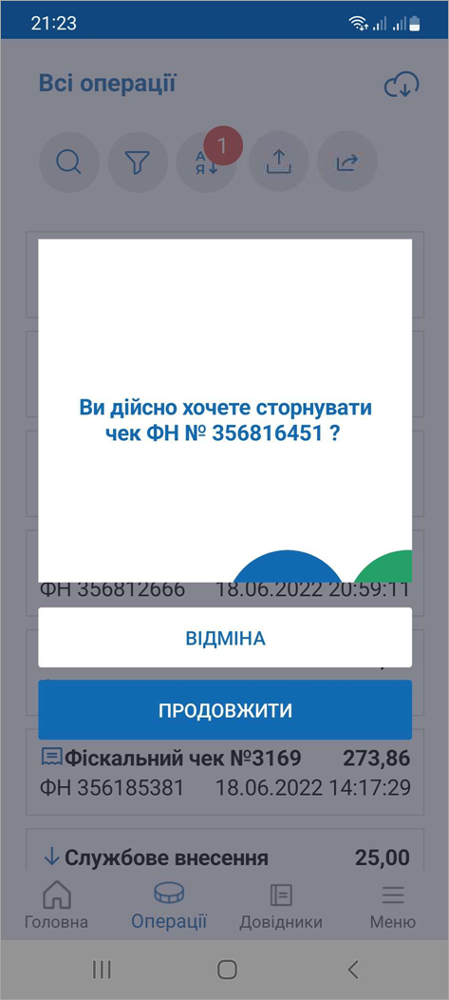 21:23
Всі операції
1
А
Я
Ви дійсно хочете сторнувати
чек ФН № 356816451 ?
ФН 356812666 18.06.2022 20:59:11
ВІДМІНА
ПРОДОВЖИТИ
Фіскальний чек №3169 273,86
ФН 356185381 18.06.2022 14:17:29
Службове внесення 25,00
Головна Операції Довідники Меню